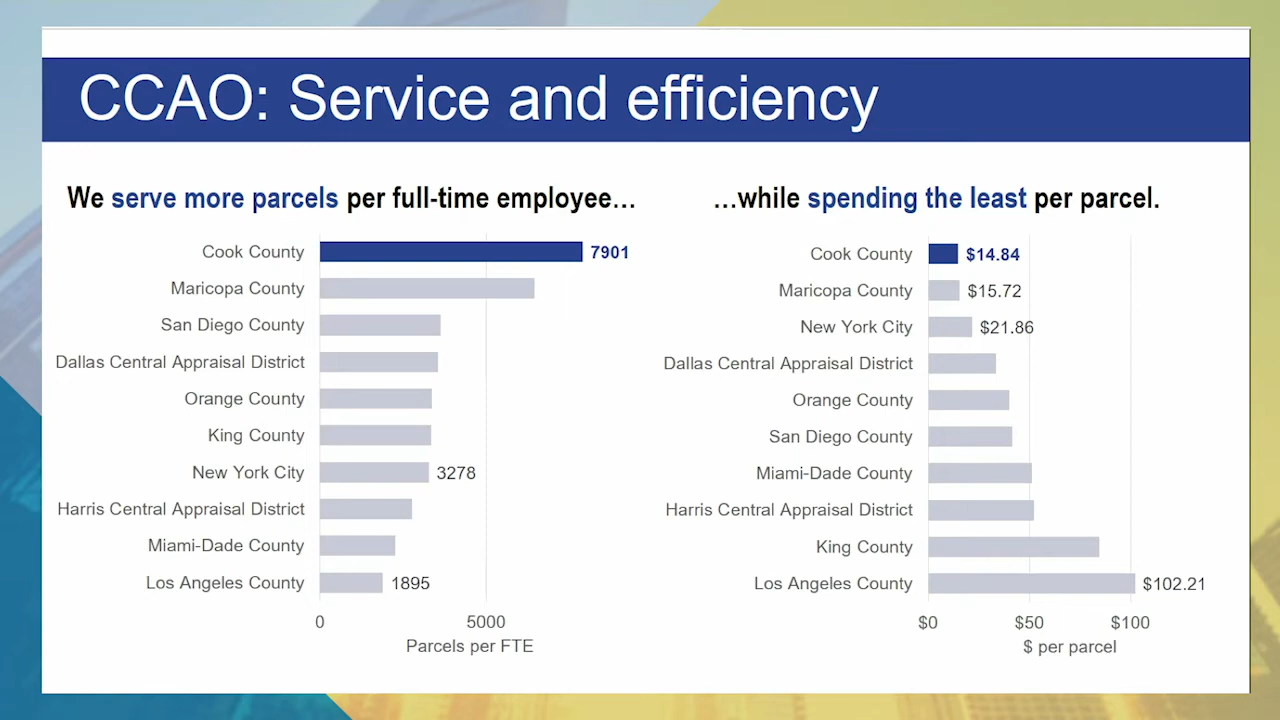 CCAO: Service and efficiency
We serve more parcels per full-time employee…
Cook County 7901
Maricopa County
San Diego County
Dallas Central Appraisal District
Orange County
King County
New York City 3278
Harris Central Appraisal District
Miami-Dade County
Los Angeles County 1895
0 5000
Parcels per FTE
…while spending the least per parcel.
Cook County $14.84
Maricopa County $15.72
New York City $21.86
Dallas Central Appraisal District
Orange County
San Diego County
Miami-Dade County
Harris Central Appraisal District
King County
Los Angeles County $102.21
$0 $50 $100
$ per parcel